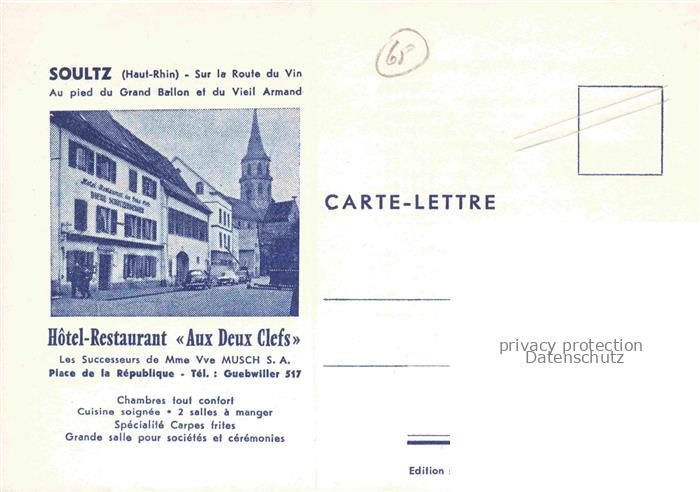 65
SOULTZ (Haut-Rhin) - Sur la Route du Vin
Au pied du Grand Ballon et du Vieil Armand
Hôtel-Restaurant
CARTE-LETTRE
Hôtel-Restaurant «Aux Deux Clefs»
Les Successeurs de Mme Vve MUSCH S. A.
Place de la République - Tél. : Guebwiller 517
Chambres tout confort
Cuisine soignée • 2 salles à manger
Spécialité Carpes frites
Grande salle pour sociétés et cérémonies
Edition :
privacy protection
Datenschutz